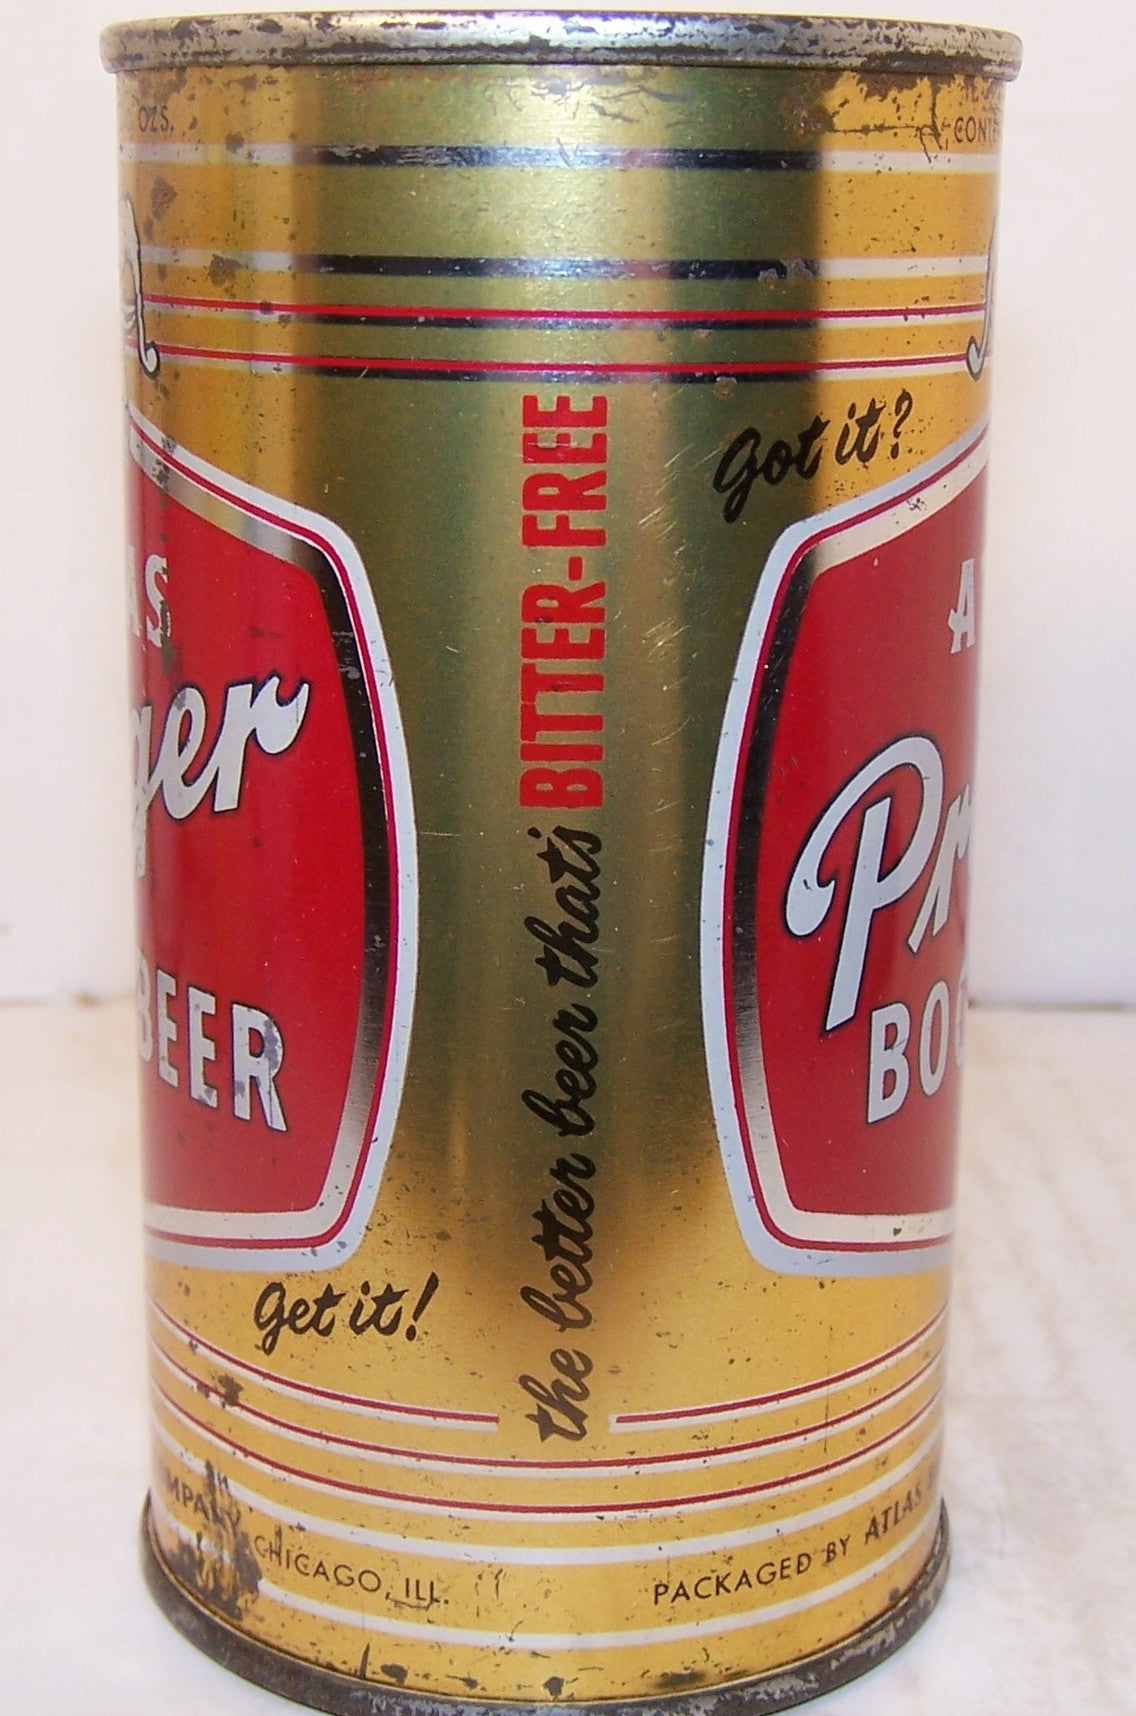 OZS.
CONT
Got it?
the better beer that's BITTER-FREE
AS
ger
BEER
A
Pr
BO
Get it!
MPANY, CHICAGO, ILL.
PACKAGED BY ATLAS